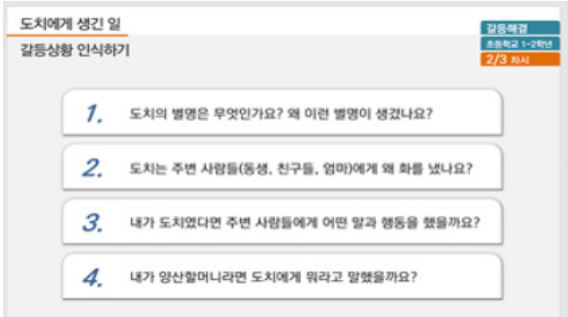 도치에게 생긴 일
갈등상황 인식하기
갈등해결
초등학교 1-2학년
2/3 차시
1. 도치의 별명은 무엇인가요? 왜 이런 별명이 생겼나요?
2. 도치는 주변 사람들(동생, 친구들, 엄마)에게 왜 화를 냈나요?
3. 내가 도치였다면 주변 사람들에게 어떤 말과 행동을 했을까요?
4. 내가 양산할머니라면 도치에게 뭐라고 말했을까요?